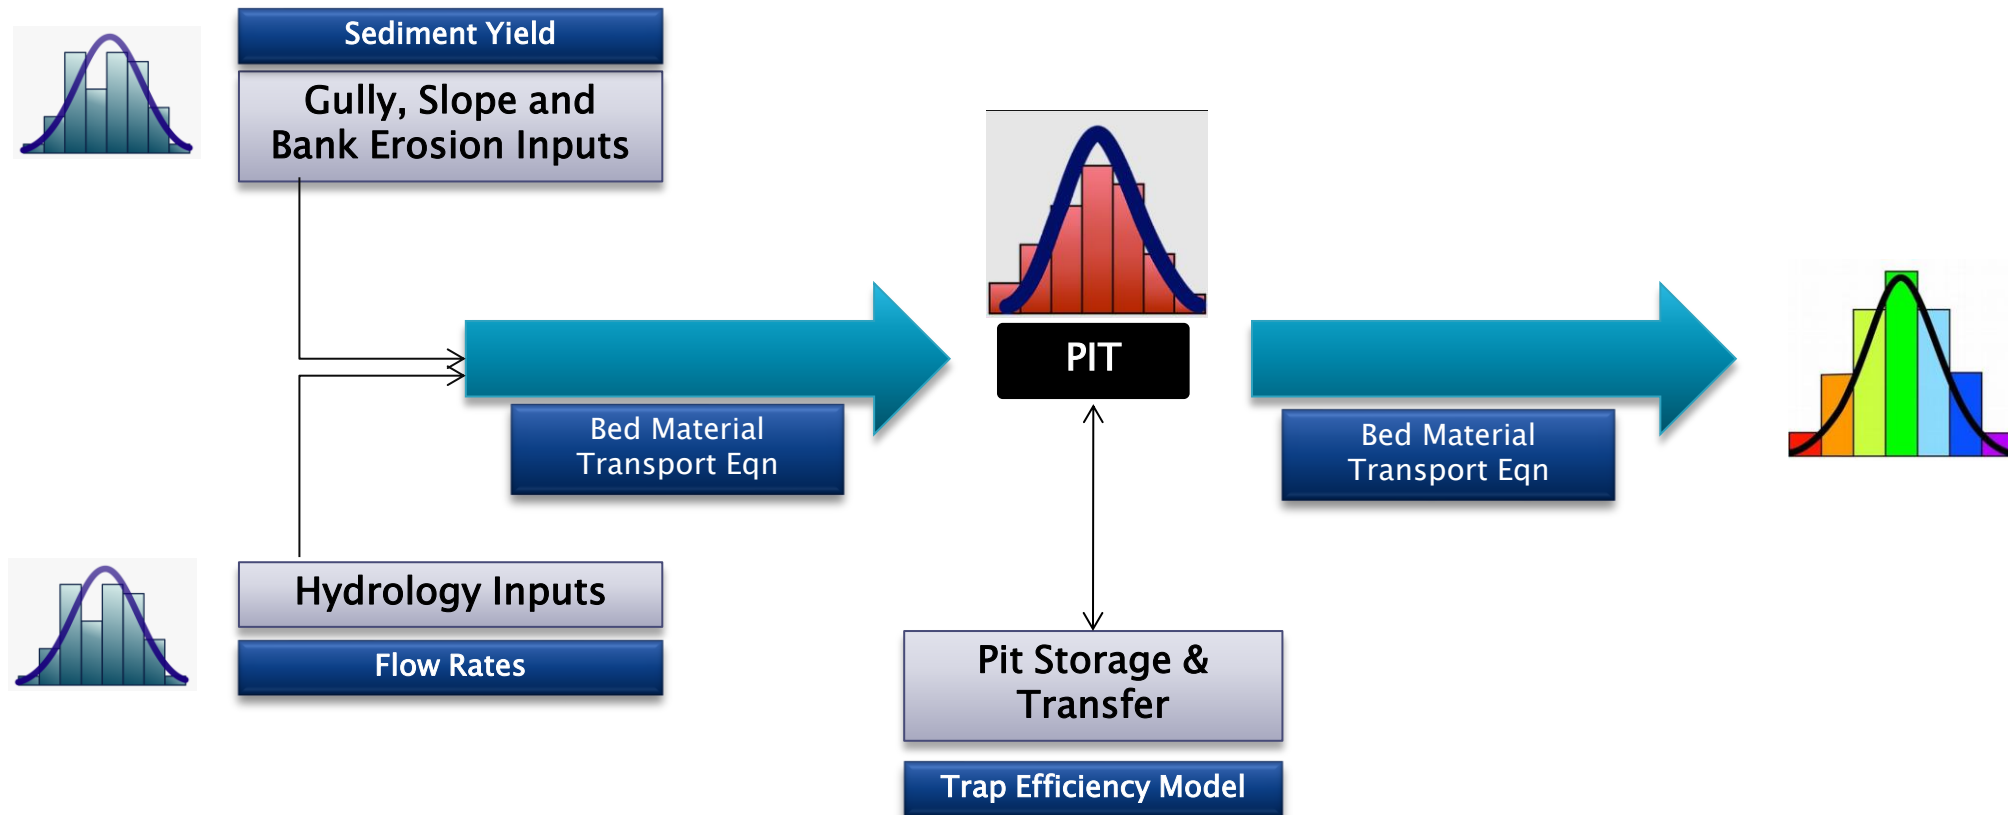 Sediment Yield
Gully, Slope and
Bank Erosion Inputs
PIT
Bed Material
Transport Eqn
Bed Material
Transport Eqn
Hydrology Inputs
Flow Rates
Pit Storage &
Transfer
Trap Efficiency Model